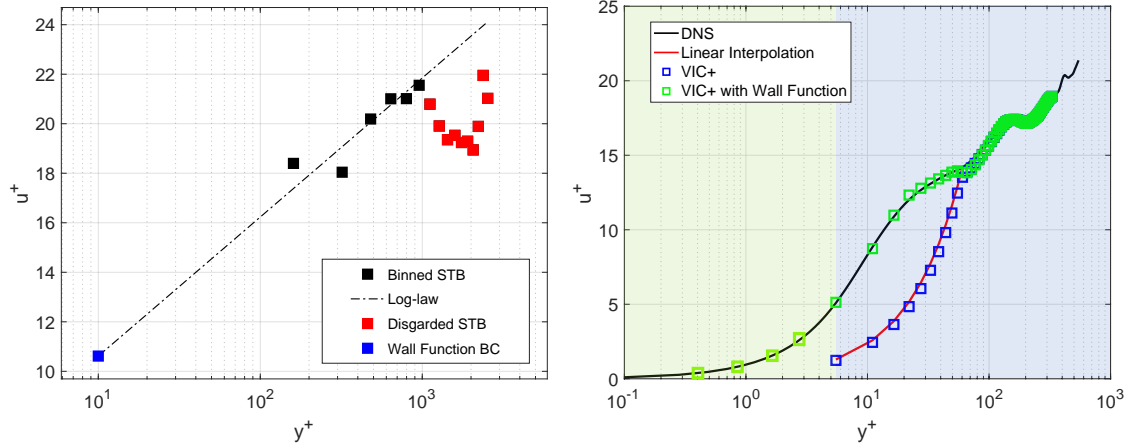 24
22
20
18
16
14
12
10
u+
10^1
10^2
10^3
y+
Binned STB
Log-law
Disgarded STB
Wall Function BC
25
20
15
10
5
0
u+
10^-1
10^0
10^1
10^2
10^3
y+
DNS
Linear Interpolation
VIC+
VIC+ with Wall Function